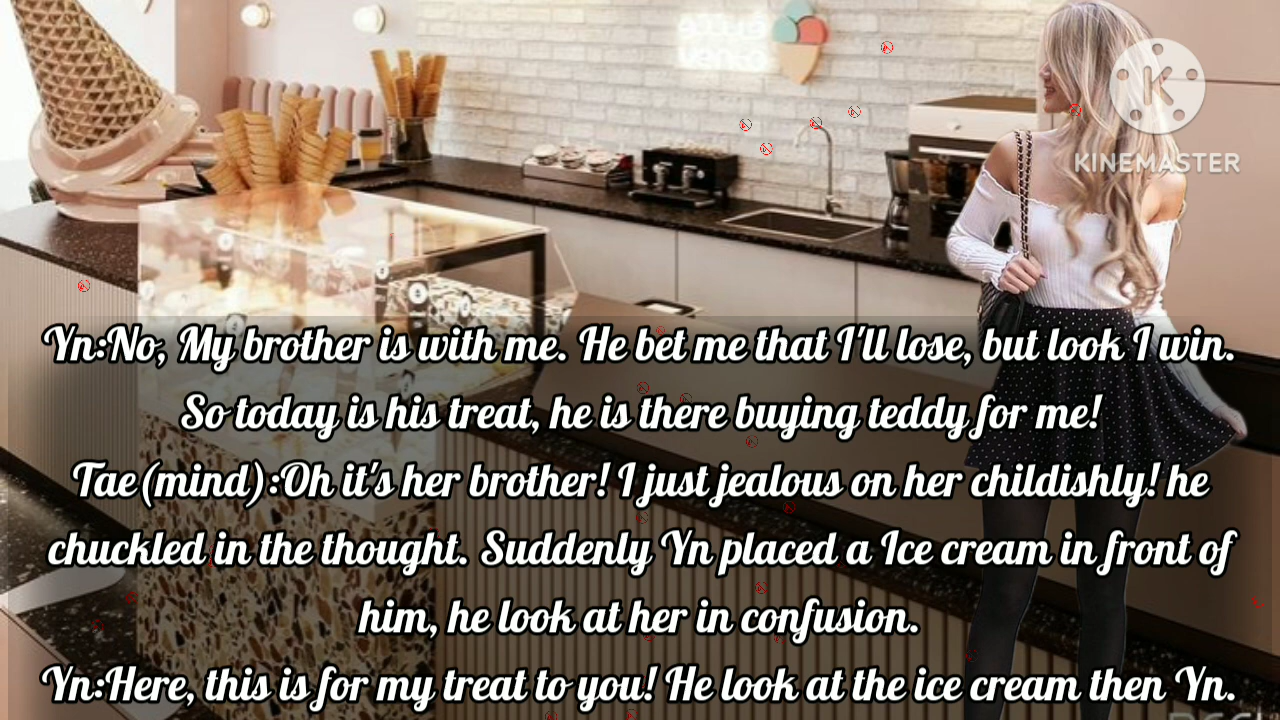 KINEMASTER
Yn:No, My brother is with me. He bet me that I'll lose, but look I win.
So today is his treat, he is there buying teddy for me!
Tae(mind):Oh it's her brother! I just jealous on her childishly! he
chuckled in the thought. Suddenly Yn placed a Ice cream in front of
him, he look at her in confusion.
Yn:Here, this is for my treat to you! He look at the ice cream then Yn.